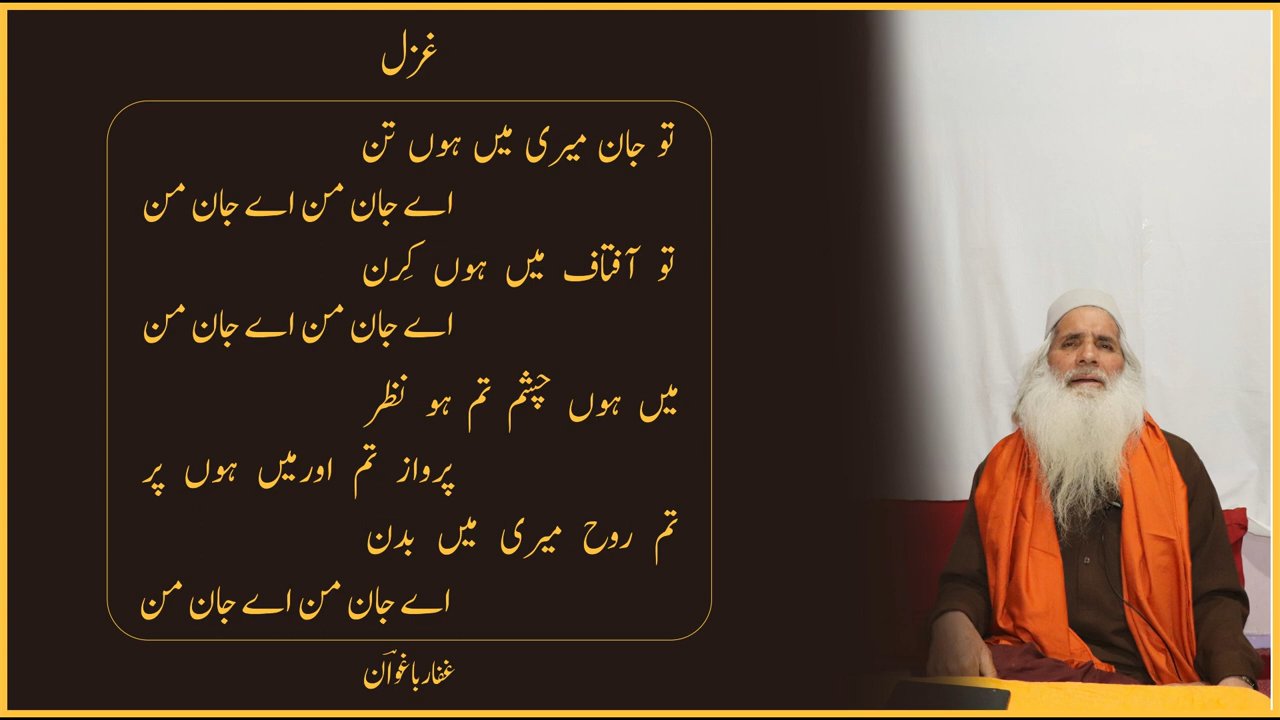 غزل
تو جان میری میں ہوں تن
اے جان من اے جان من
تو آفتاف میں ہوں کِرن
اے جان من اے جان من
میں ہوں چشم تم ہو نظر
پرواز تم اورمیں ہوں پر
تم روح میری میں بدن
اے جان من اے جان من
غفار باغوان